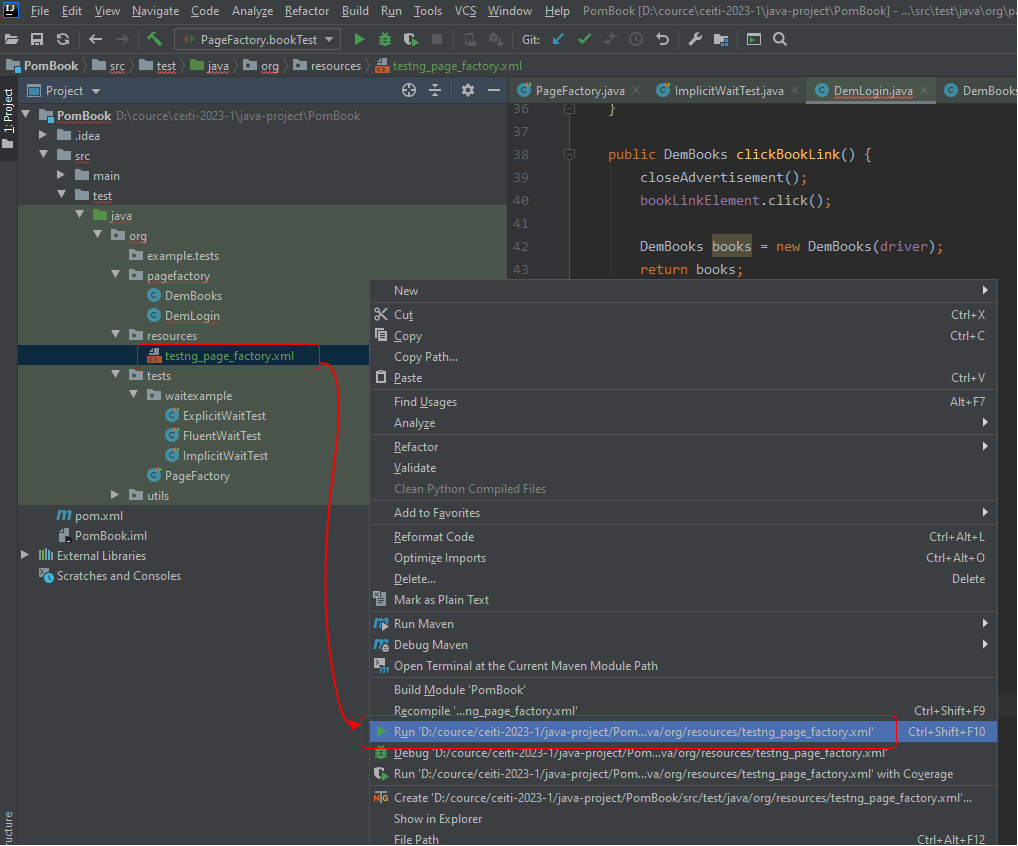 File Edit View Navigate Code Analyze Refactor Build Run Tools VCS Window Help PomBook [D:\cource\ceiti-2023-1\java-project\PomBook] - ...\src\test\java\org\pa
PageFactory.bookTest Git:
PomBook src test java org resources testng_page_factory.xml
1: Project
Project
PageFactory.java ImplicitWaitTest.java DemLogin.java DemBooks
PomBook D:\cource\ceiti-2023-1\java-project\PomBook
.idea
src
main
test
java
org
example.tests
pagefactory
DemBooks
DemLogin
resources
testng_page_factory.xml
tests
waitexample
ExplicitWaitTest
FluentWaitTest
ImplicitWaitTest
PageFactory
utils
pom.xml
PomBook.iml
External Libraries
Scratches and Consoles
36 }
37
38 public DemBooks clickBookLink() {
39 closeAdvertisement();
40 bookLinkElement.click();
41
42 DemBooks books = new DemBooks(driver);
43 return books;
New
Cut Ctrl+X
Copy Ctrl+C
Copy Path...
Paste Ctrl+V
Find Usages Alt+F7
Analyze
Refactor
Validate
Clean Python Compiled Files
Add to Favorites
Reformat Code Ctrl+Alt+L
Optimize Imports Ctrl+Alt+O
Delete... Delete
Mark as Plain Text
Run Maven
Debug Maven
Open Terminal at the Current Maven Module Path
Build Module 'PomBook'
Recompile '...ng_page_factory.xml' Ctrl+Shift+F9
Run 'D:/cource/ceiti-2023-1/java-project/Pom...va/org/resources/testng_page_factory.xml' Ctrl+Shift+F10
Debug 'D:/cource/ceiti-2023-1/java-project/Pom...va/org/resources/testng_page_factory.xml'
Run 'D:/cource/ceiti-2023-1/java-project/Pom...va/org/resources/testng_page_factory.xml' with Coverage
Create 'D:/cource/ceiti-2023-1/java-project/PomBook/src/test/java/org/resources/testng_page_factory.xml'...
Show in Explorer
File Path Ctrl+Alt+F12
ructure